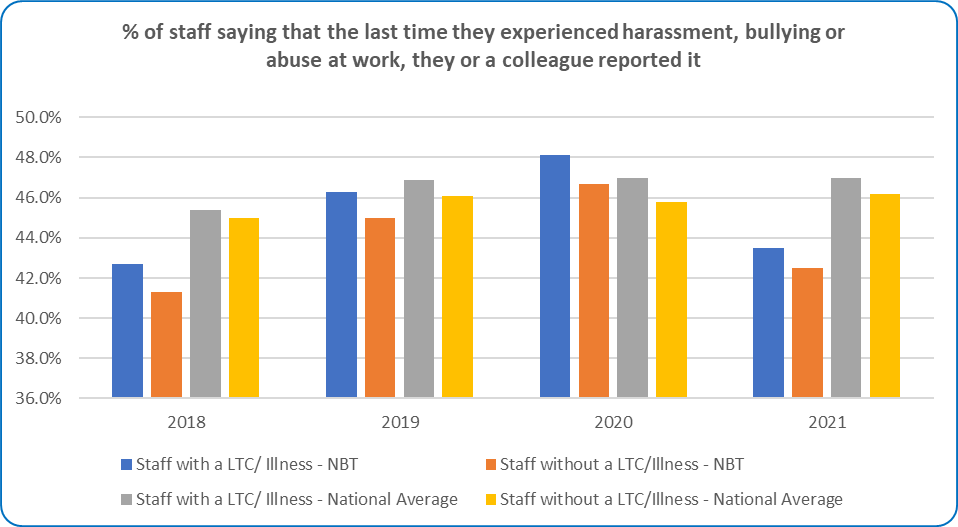 % of staff saying that the last time they experienced harassment, bullying or
abuse at work, they or a colleague reported it
50.0%
48.0%
46.0%
44.0%
42.0%
40.0%
38.0%
36.0%
2018 2019 2020 2021
Staff with a LTC/ Illness - NBT Staff without a LTC/Illness - NBT
Staff with a LTC/ Illness - National Average Staff without a LTC/Illness - National Average